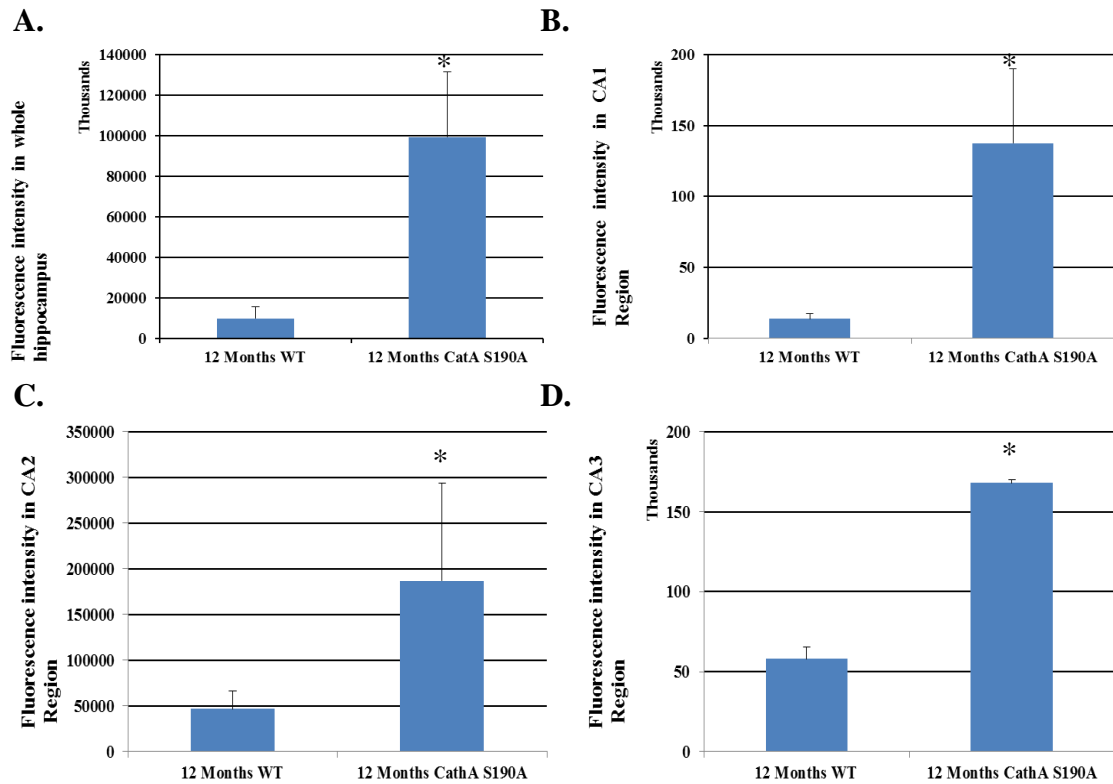 A.
Fluorescence intensity in whole
hippocampus
Thousands
140000
120000
100000
80000
60000
40000
20000
0
*
12 Months WT
12 Months CatA S190A
B.
Fluorescence intensity in CA1
Region
Thousands
200
150
100
50
0
*
12 Months WT
12 Months CathA S190A
C.
Fluorescence intensity in CA2
Region
350000
300000
250000
200000
150000
100000
50000
0
*
12 Months WT
12 Months CathA S190A
D.
Fluorescence intensity in CA3
Region
Thousands
200
150
100
50
0
*
12 Months WT
12 Months CathA S190A